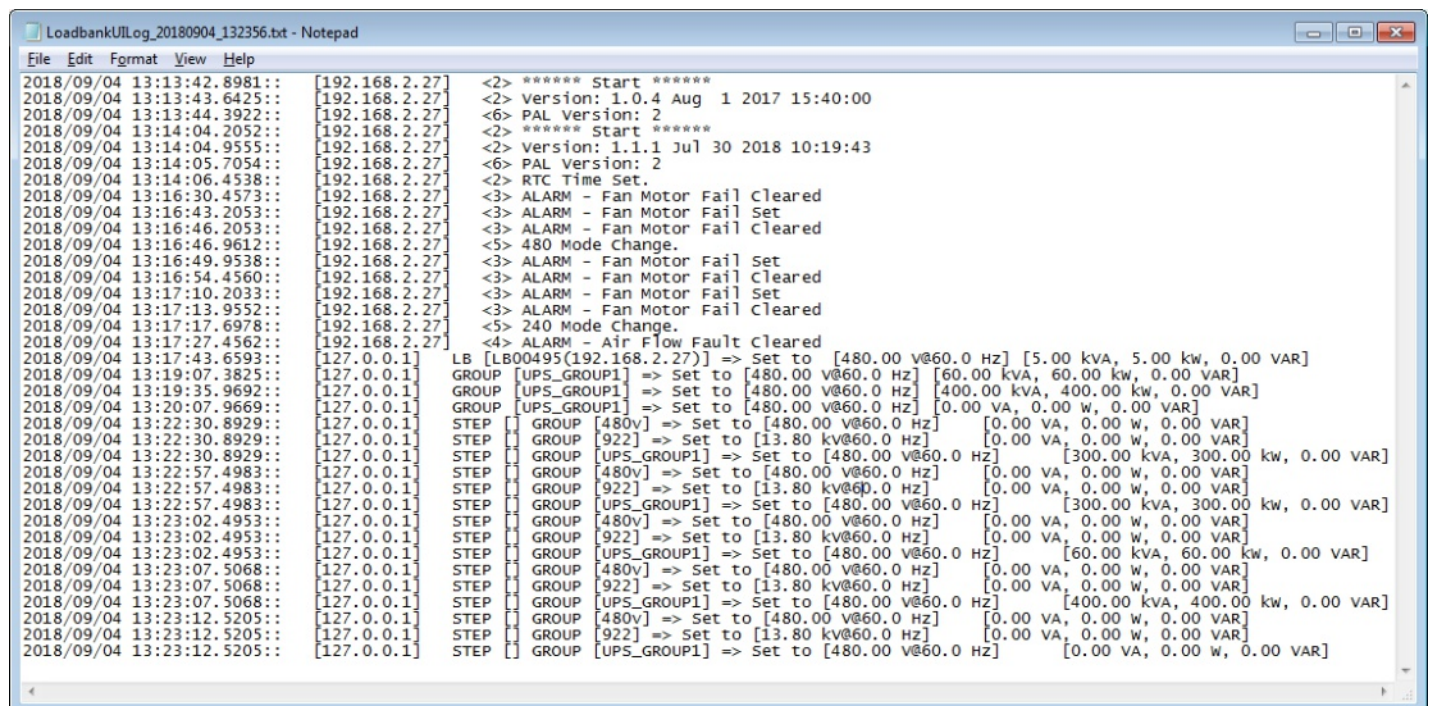 LoadbankUILog_20180904_132356.txt - Notepad
File Edit Format View Help
2018/09/04 13:13:42.8981:: [192.168.2.27] <2> ****** Start ******
2018/09/04 13:13:43.6425:: [192.168.2.27] <2> Version: 1.0.4 Aug 1 2017 15:40:00
2018/09/04 13:13:44.3922:: [192.168.2.27] <6> PAL Version: 2
2018/09/04 13:14:04.2052:: [192.168.2.27] <2> ****** Start ******
2018/09/04 13:14:04.9555:: [192.168.2.27] <2> Version: 1.1.1 Jul 30 2018 10:19:43
2018/09/04 13:14:05.7054:: [192.168.2.27] <6> PAL Version: 2
2018/09/04 13:14:06.4538:: [192.168.2.27] <2> RTC Time Set.
2018/09/04 13:16:30.4573:: [192.168.2.27] <3> ALARM - Fan Motor Fail Cleared
2018/09/04 13:16:43.2053:: [192.168.2.27] <3> ALARM - Fan Motor Fail Set
2018/09/04 13:16:46.2053:: [192.168.2.27] <3> ALARM - Fan Motor Fail Cleared
2018/09/04 13:16:46.9612:: [192.168.2.27] <5> 480 Mode Change.
2018/09/04 13:16:49.9538:: [192.168.2.27] <3> ALARM - Fan Motor Fail Set
2018/09/04 13:16:54.4560:: [192.168.2.27] <3> ALARM - Fan Motor Fail Cleared
2018/09/04 13:17:10.2033:: [192.168.2.27] <3> ALARM - Fan Motor Fail Set
2018/09/04 13:17:13.9552:: [192.168.2.27] <3> ALARM - Fan Motor Fail Cleared
2018/09/04 13:17:17.6978:: [192.168.2.27] <5> 240 Mode Change.
2018/09/04 13:17:27.4562:: [192.168.2.27] <4> ALARM - Air Flow Fault Cleared
2018/09/04 13:17:43.6593:: [127.0.0.1] LB [LB00495(192.168.2.27)] => Set to [480.00 V@60.0 Hz] [5.00 kVA, 5.00 kW, 0.00 VAR]
2018/09/04 13:19:07.3825:: [127.0.0.1] GROUP [UPS_GROUP1] => Set to [480.00 V@60.0 Hz] [60.00 kVA, 60.00 kW, 0.00 VAR]
2018/09/04 13:19:35.9692:: [127.0.0.1] GROUP [UPS_GROUP1] => Set to [480.00 V@60.0 Hz] [400.00 kVA, 400.00 kW, 0.00 VAR]
2018/09/04 13:20:07.9669:: [127.0.0.1] GROUP [UPS_GROUP1] => Set to [480.00 V@60.0 Hz] [0.00 VA, 0.00 W, 0.00 VAR]
2018/09/04 13:22:30.8929:: [127.0.0.1] STEP [] GROUP [480v] => Set to [480.00 V@60.0 Hz] [0.00 VA, 0.00 W, 0.00 VAR]
2018/09/04 13:22:30.8929:: [127.0.0.1] STEP [] GROUP [922] => Set to [13.80 kV@60.0 Hz] [0.00 VA, 0.00 W, 0.00 VAR]
2018/09/04 13:22:30.8929:: [127.0.0.1] STEP [] GROUP [UPS_GROUP1] => Set to [480.00 V@60.0 Hz] [300.00 kVA, 300.00 kW, 0.00 VAR]
2018/09/04 13:22:57.4983:: [127.0.0.1] STEP [] GROUP [480v] => Set to [480.00 V@60.0 Hz] [0.00 VA, 0.00 W, 0.00 VAR]
2018/09/04 13:22:57.4983:: [127.0.0.1] STEP [] GROUP [922] => Set to [13.80 kV@60.0 Hz] [0.00 VA, 0.00 W, 0.00 VAR]
2018/09/04 13:22:57.4983:: [127.0.0.1] STEP [] GROUP [UPS_GROUP1] => Set to [480.00 V@60.0 Hz] [300.00 kVA, 300.00 kW, 0.00 VAR]
2018/09/04 13:23:02.4953:: [127.0.0.1] STEP [] GROUP [480v] => Set to [480.00 V@60.0 Hz] [0.00 VA, 0.00 W, 0.00 VAR]
2018/09/04 13:23:02.4953:: [127.0.0.1] STEP [] GROUP [922] => Set to [13.80 kV@60.0 Hz] [0.00 VA, 0.00 W, 0.00 VAR]
2018/09/04 13:23:02.4953:: [127.0.0.1] STEP [] GROUP [UPS_GROUP1] => Set to [480.00 V@60.0 Hz] [60.00 kVA, 60.00 kW, 0.00 VAR]
2018/09/04 13:23:07.5068:: [127.0.0.1] STEP [] GROUP [480v] => Set to [480.00 V@60.0 Hz] [0.00 VA, 0.00 W, 0.00 VAR]
2018/09/04 13:23:07.5068:: [127.0.0.1] STEP [] GROUP [922] => Set to [13.80 kV@60.0 Hz] [0.00 VA, 0.00 W, 0.00 VAR]
2018/09/04 13:23:07.5068:: [127.0.0.1] STEP [] GROUP [UPS_GROUP1] => Set to [480.00 V@60.0 Hz] [400.00 kVA, 400.00 kW, 0.00 VAR]
2018/09/04 13:23:12.5205:: [127.0.0.1] STEP [] GROUP [480v] => Set to [480.00 V@60.0 Hz] [0.00 VA, 0.00 W, 0.00 VAR]
2018/09/04 13:23:12.5205:: [127.0.0.1] STEP [] GROUP [922] => Set to [13.80 kV@60.0 Hz] [0.00 VA, 0.00 W, 0.00 VAR]
2018/09/04 13:23:12.5205:: [127.0.0.1] STEP [] GROUP [UPS_GROUP1] => Set to [480.00 V@60.0 Hz] [0.00 VA, 0.00 W, 0.00 VAR]